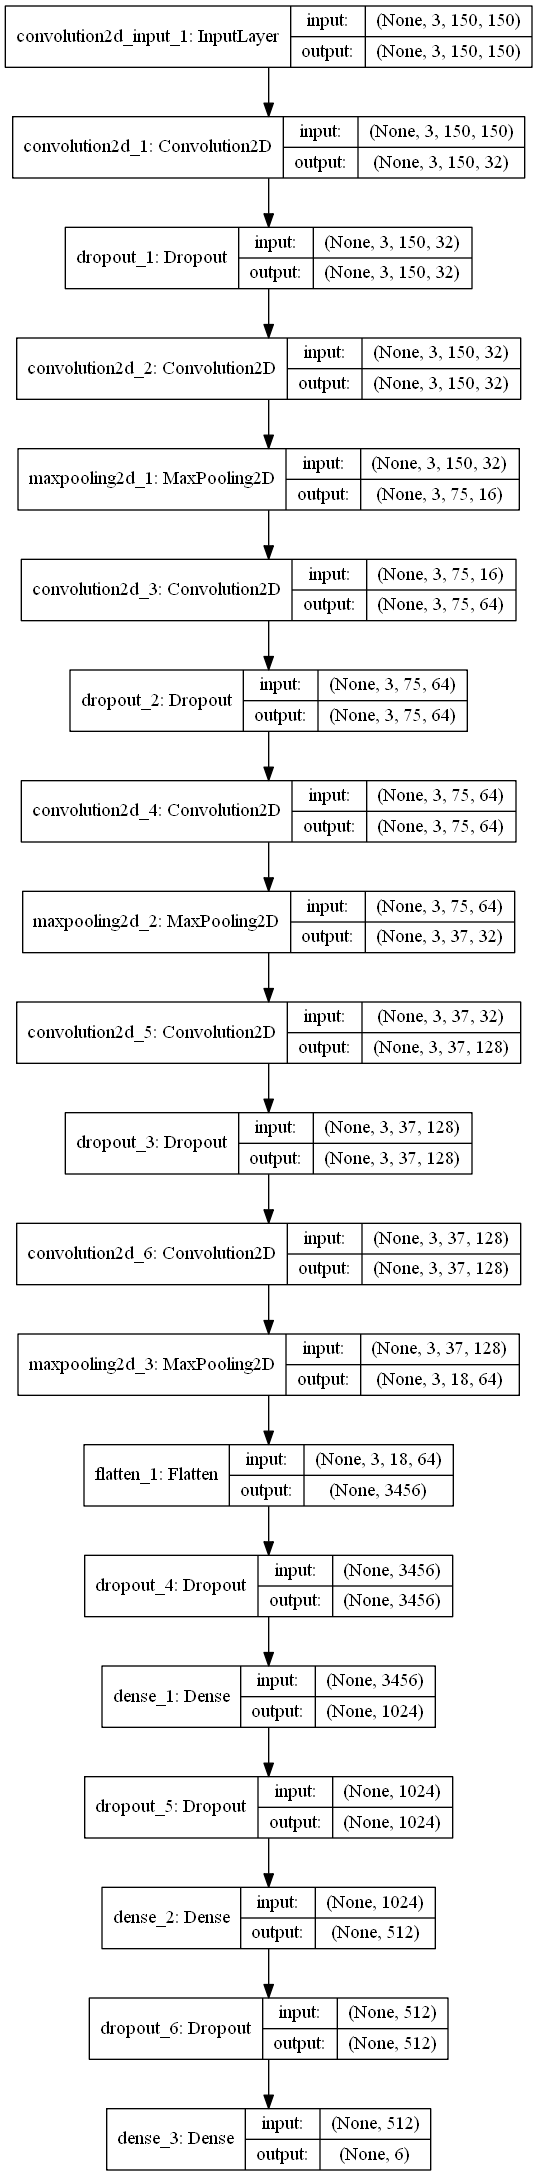 convolution2d_input_1: InputLayer
input: (None, 3, 150, 150)
output: (None, 3, 150, 150)
convolution2d_1: Convolution2D
input: (None, 3, 150, 150)
output: (None, 3, 150, 32)
dropout_1: Dropout
input: (None, 3, 150, 32)
output: (None, 3, 150, 32)
convolution2d_2: Convolution2D
input: (None, 3, 150, 32)
output: (None, 3, 150, 32)
maxpooling2d_1: MaxPooling2D
input: (None, 3, 150, 32)
output: (None, 3, 75, 16)
convolution2d_3: Convolution2D
input: (None, 3, 75, 16)
output: (None, 3, 75, 64)
dropout_2: Dropout
input: (None, 3, 75, 64)
output: (None, 3, 75, 64)
convolution2d_4: Convolution2D
input: (None, 3, 75, 64)
output: (None, 3, 75, 64)
maxpooling2d_2: MaxPooling2D
input: (None, 3, 75, 64)
output: (None, 3, 37, 32)
convolution2d_5: Convolution2D
input: (None, 3, 37, 32)
output: (None, 3, 37, 128)
dropout_3: Dropout
input: (None, 3, 37, 128)
output: (None, 3, 37, 128)
convolution2d_6: Convolution2D
input: (None, 3, 37, 128)
output: (None, 3, 37, 128)
maxpooling2d_3: MaxPooling2D
input: (None, 3, 37, 128)
output: (None, 3, 18, 64)
flatten_1: Flatten
input: (None, 3, 18, 64)
output: (None, 3456)
dropout_4: Dropout
input: (None, 3456)
output: (None, 3456)
dense_1: Dense
input: (None, 3456)
output: (None, 1024)
dropout_5: Dropout
input: (None, 1024)
output: (None, 1024)
dense_2: Dense
input: (None, 1024)
output: (None, 512)
dropout_6: Dropout
input: (None, 512)
output: (None, 512)
dense_3: Dense
input: (None, 512)
output: (None, 6)